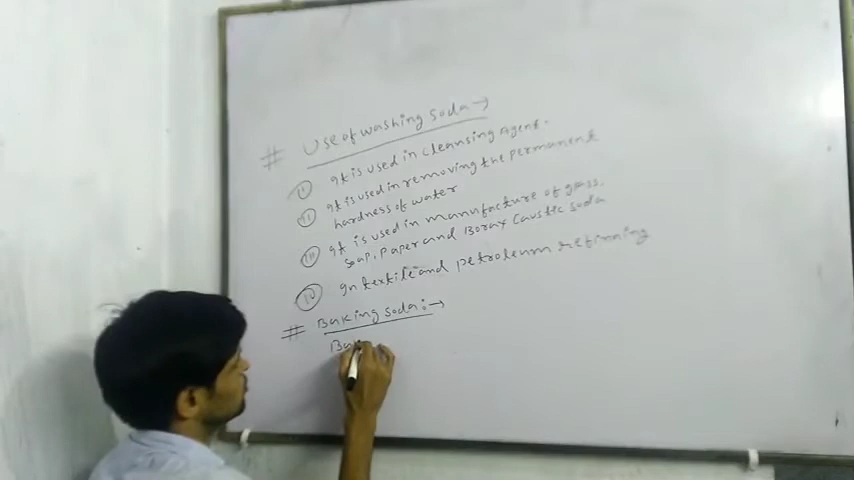 # Use of washing soda →
(i) It is used in cleansing Agent.
(ii) It is used in removing the permanent
hardness of water
(iii) It is used in manufacture of glass.
soap, paper and Borax Caustic soda
(iv) In textile and petroleum refinning
# Baking soda :→
Ba